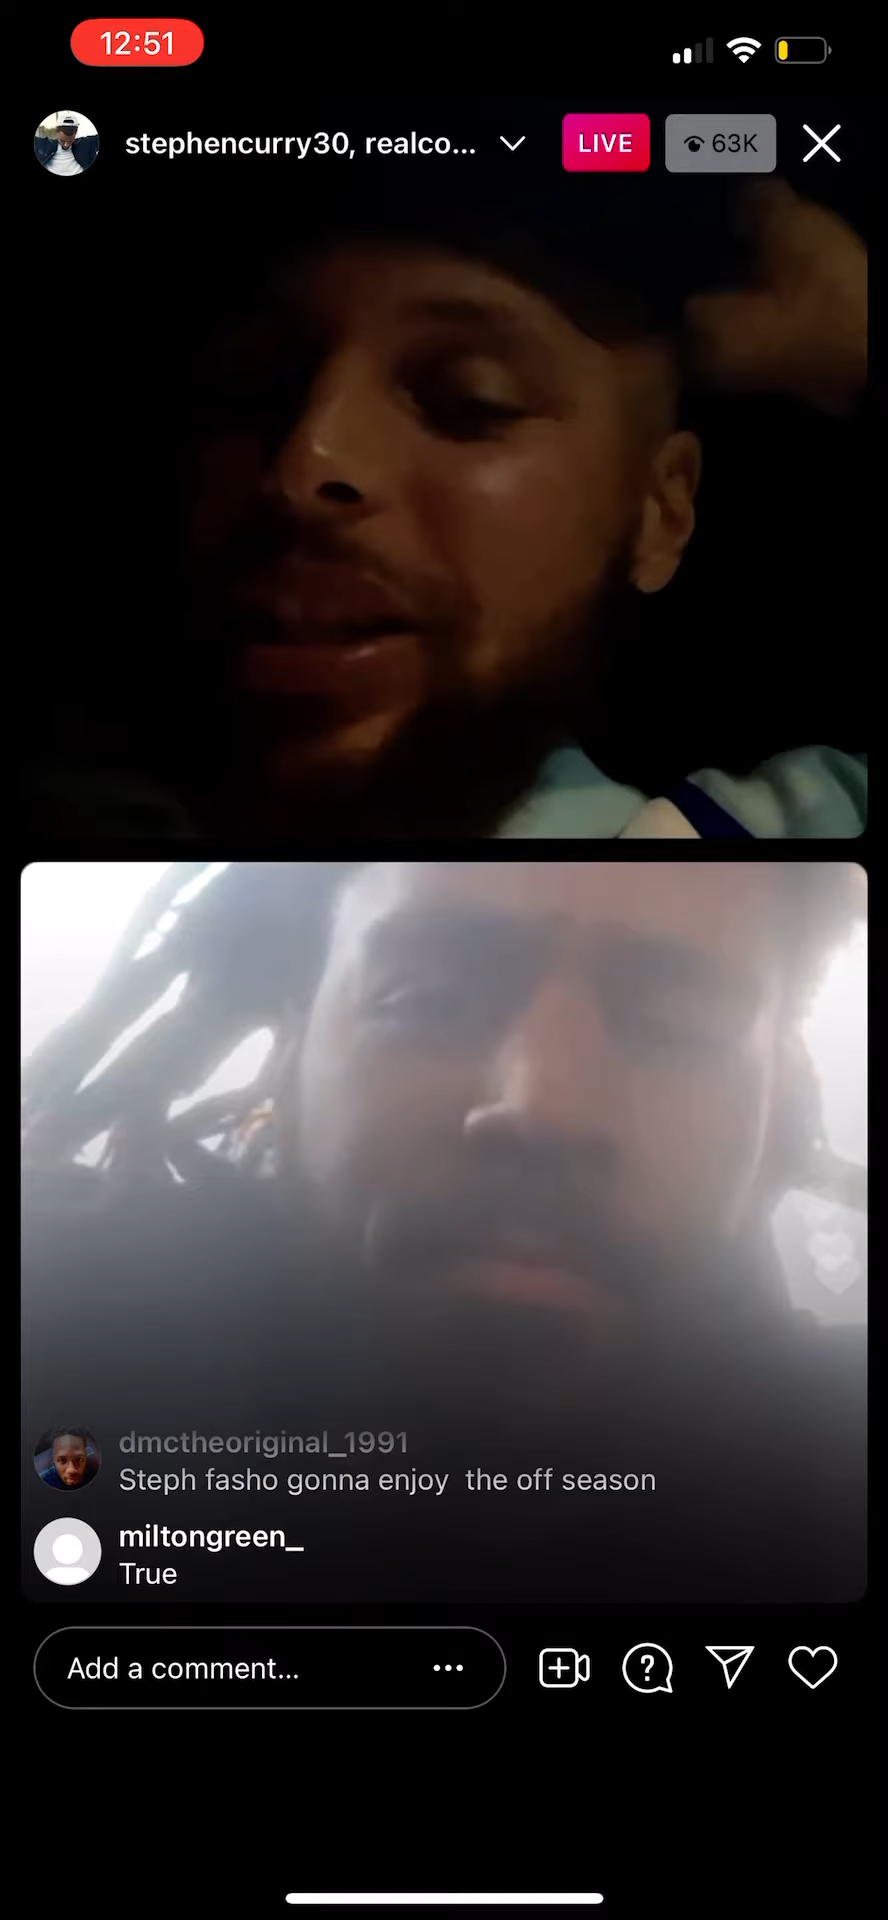 12:51
stephencurry30, realco...
LIVE
63K
dmctheoriginal_1991
Steph fasho gonna enjoy  the off season
miltongreen_
True
Add a comment...